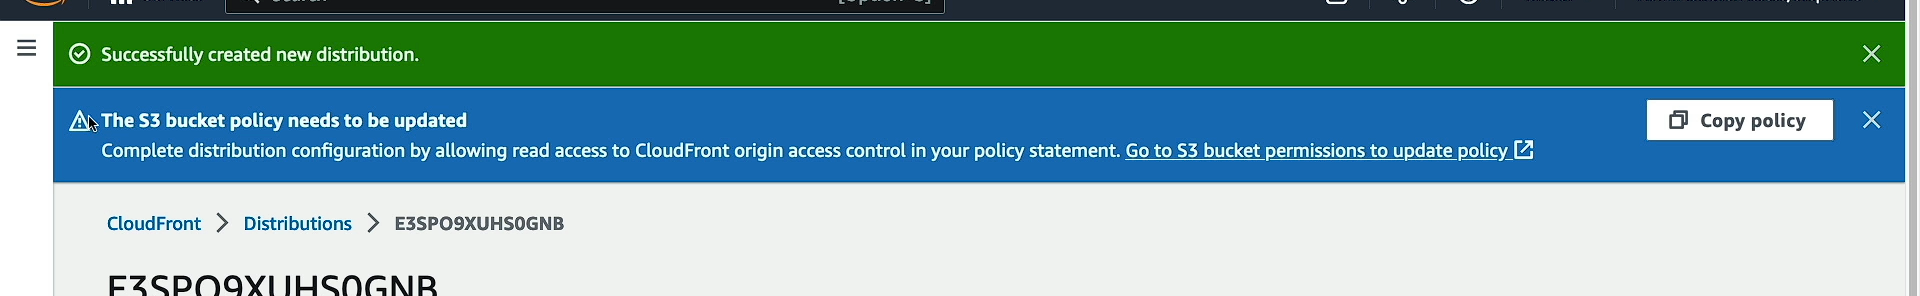 Successfully created new distribution.
The S3 bucket policy needs to be updated
Copy policy
Complete distribution configuration by allowing read access to CloudFront origin access control in your policy statement. Go to S3 bucket permissions to update policy
CloudFront > Distributions > E3SPO9XUHS0GNB
E3SPO9XUHS0GNB